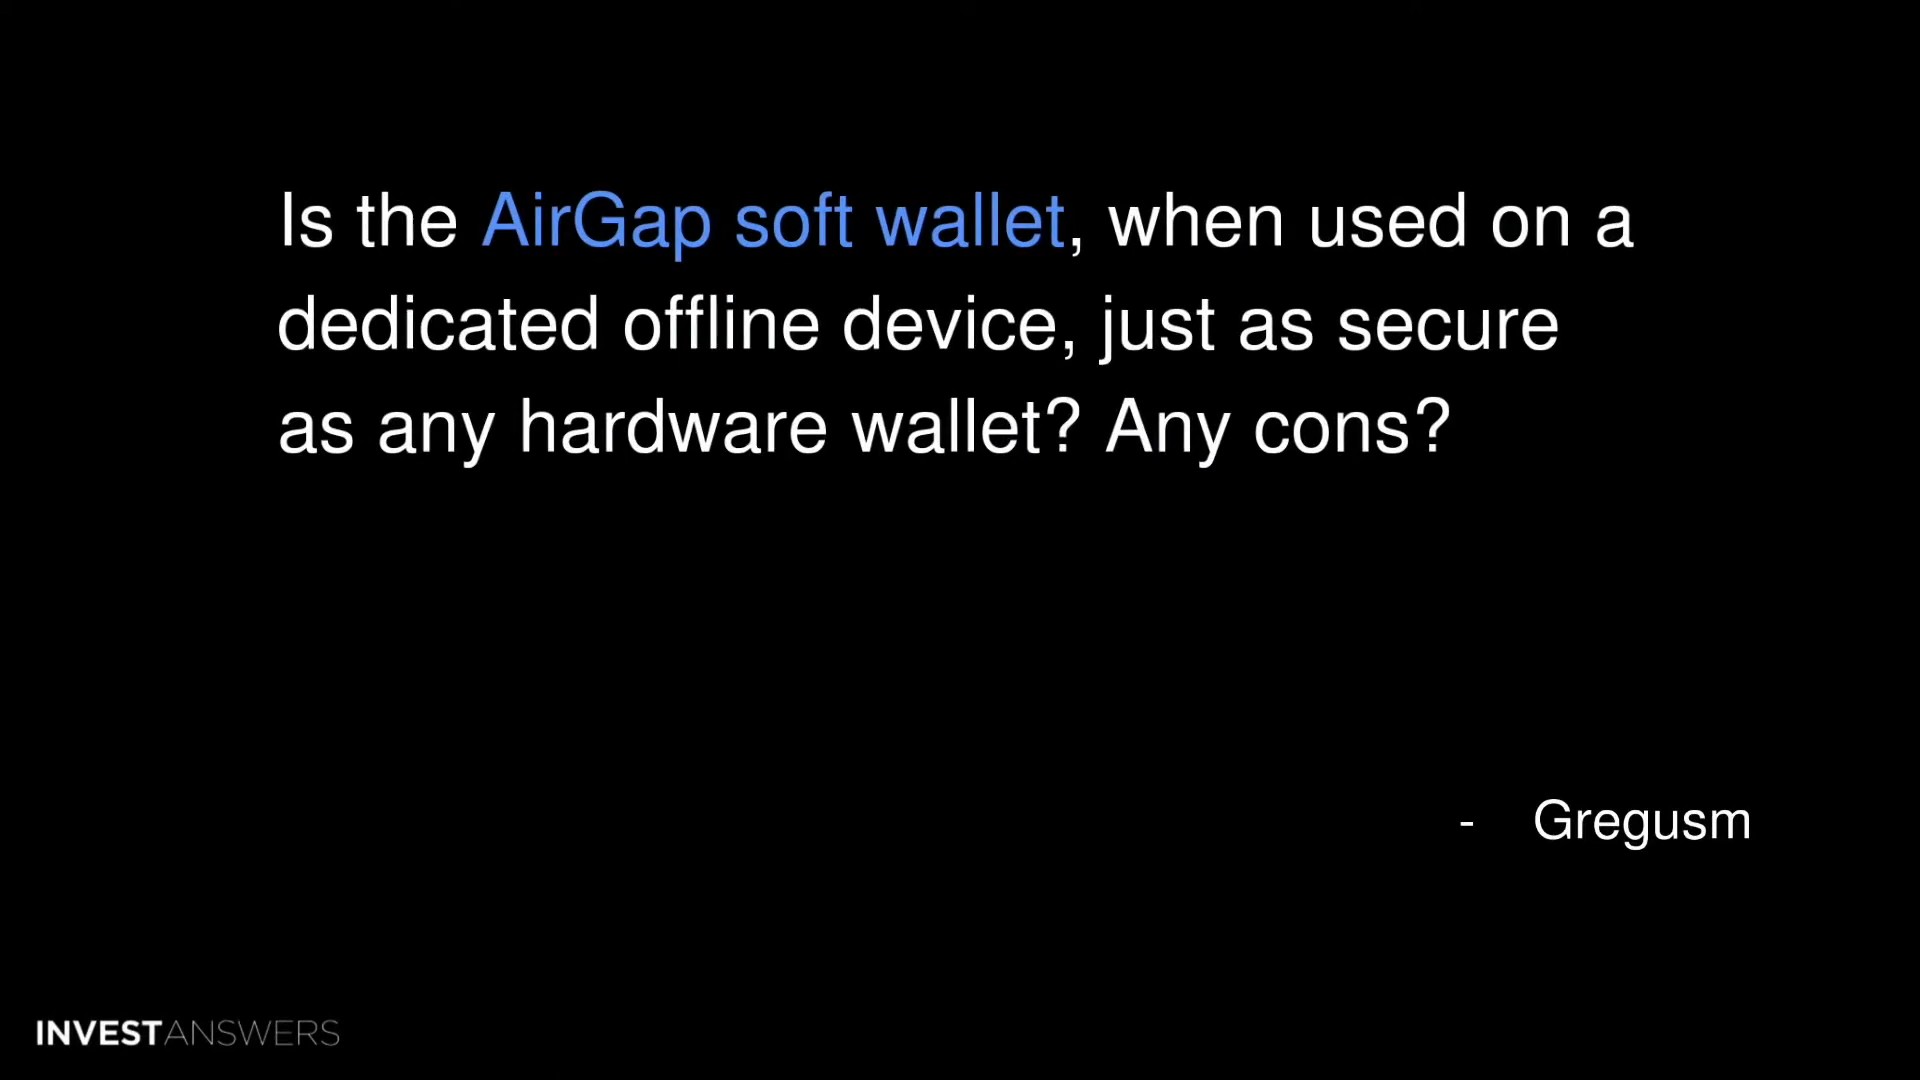 Is the AirGap soft wallet, when used on a
dedicated offline device, just as secure
as any hardware wallet? Any cons?
- Gregusm
INVESTANSWERS